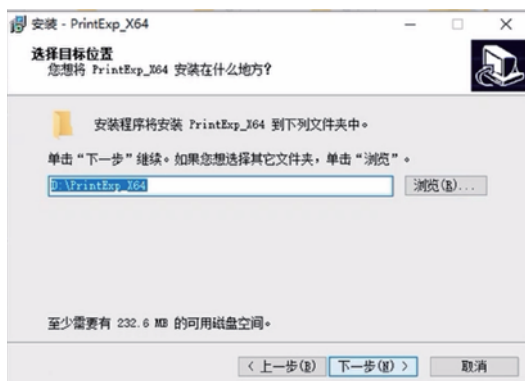 安装 - PrintExp_X64
选择目标位置
您想将 PrintExp_X64 安装在什么地方?
安装程序将安装 PrintExp_X64 到下列文件夹中。
单击“下一步”继续。如果您想选择其它文件夹，单击“浏览”。
D:\PrintExp_X64
浏览(R)...
至少需要有 232.6 MB 的可用磁盘空间。
< 上一步(B) 下一步(N) > 取消